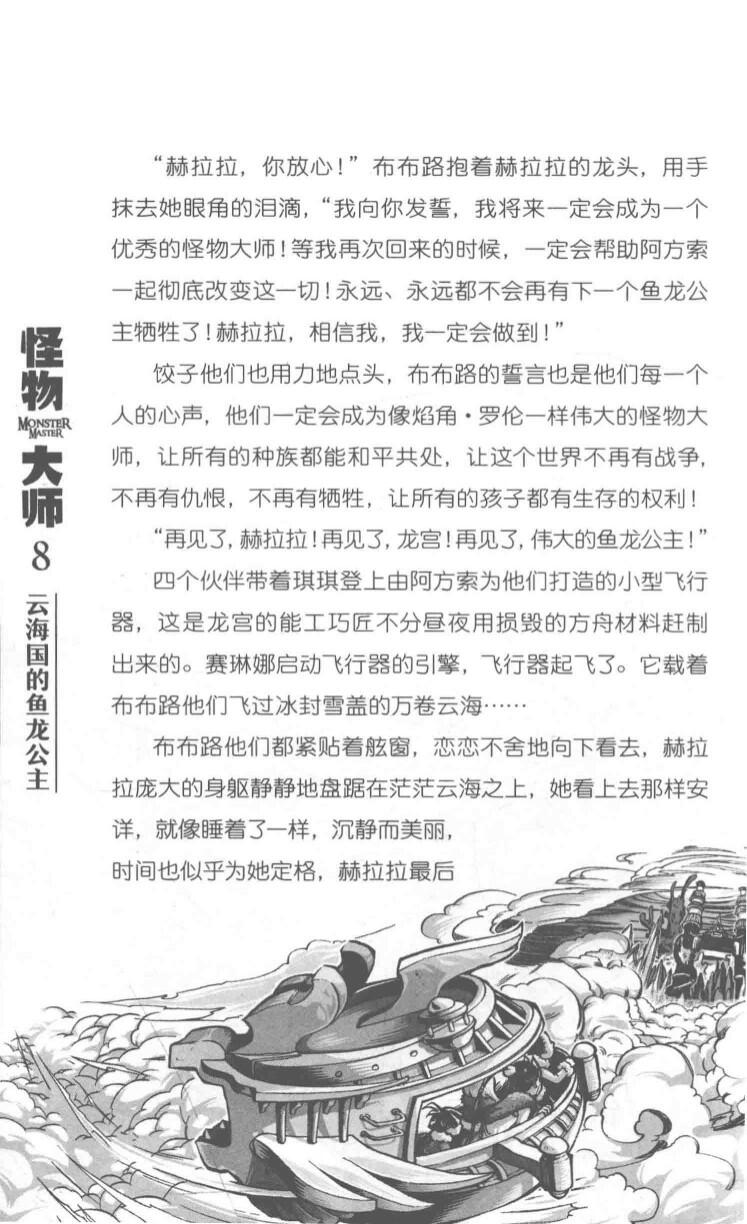 “赫拉拉，你放心！”布布路抱着赫拉拉的龙头，用手
抹去她眼角的泪滴，“我向你发誓，我将来一定会成为一个
优秀的怪物大师！等我再次回来的时候，一定会帮助阿方索
一起彻底改变这一切！永远、永远都不会再有下一个鱼龙公
主牺牲了！赫拉拉，相信我，我一定会做到！”
饺子他们也用力地点头，布布路的誓言也是他们每一个
人的心声，他们一定会成为像焰角·罗伦一样伟大的怪物大
师，让所有的种族都能和平共处，让这个世界不再有战争，
不再有仇恨，不再有牺牲，让所有的孩子都有生存的权利！
“再见了，赫拉拉！再见了，龙宫！再见了，伟大的鱼龙公主！”
四个伙伴带着琪琪登上由阿方索为他们打造的小型飞行
器，这是龙宫的能工巧匠不分昼夜用损毁的方舟材料赶制
出来的。赛琳娜启动飞行器的引擎，飞行器起飞了。它载着
布布路他们飞过冰封雪盖的万卷云海……
布布路他们都紧贴着舷窗，恋恋不舍地向下看去，赫拉
拉庞大的身躯静静地盘踞在茫茫云海之上，她看上去那样安
详，就像睡着了一样，沉静而美丽，
时间也似乎为她定格，赫拉拉最后
怪物
MONSTER
MASTER
大师
8
云海国的鱼龙公主